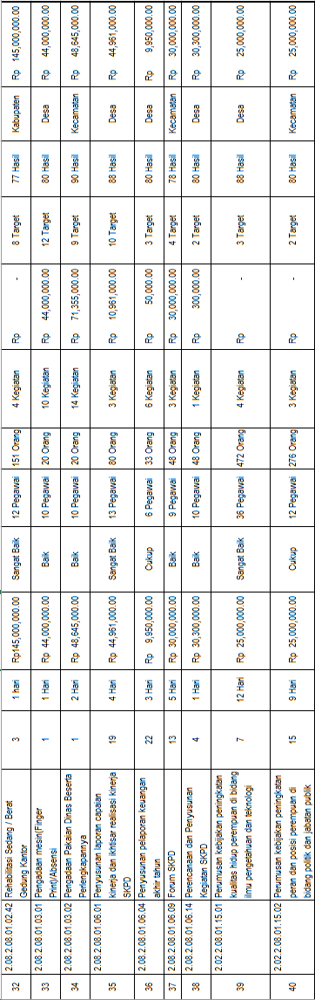 32 2.08.2.08.01.02.42 Rehabilitasi Sedang / Berat 3 1 hari Rp145,000,000.00 Sangat Baik 12 Pegawai 151 Orang 4 Kegiatan Rp - 8 Target 77 Hasil Kabupaten Rp 145,000,000.00
Gedung Kantor
33 2.08.2.08.01.03.01 Pengadaan mesin(Finger 1 1 Hari Rp 44,000,000.00 Baik 10 Pegawai 20 Orang 10 Kegiatan Rp 44,000,000.00 12 Target 80 Hasil Desa Rp 44,000,000.00
Print)/Absensi
34 2.08.2.08.01.03.02 Pengadaan Pakaian Dinas Beserta 1 2 Hari Rp 48,645,000.00 Baik 10 Pegawai 20 Orang 14 Kegiatan Rp 71,355,000.00 9 Target 90 Hasil Kecamatan Rp 48,645,000.00
Perlengkapannya
35 2.08.2.08.01.06.01 Penyusunan laporan capaian 19 4 Hari Rp 44,961,000.00 Sangat Baik 13 Pegawai 80 Orang 3 Kegiatan Rp 10,961,000.00 10 Target 88 Hasil Desa Rp 44,961,000.00
kinerja dan ikhtisar realisasi kinerja
SKPD
36 2.08.2.08.01.06.04 Penyusunan pelaporan keuangan 22 3 Hari Rp 9,950,000.00 Cukup 6 Pegawai 33 Orang 6 Kegiatan Rp 50,000.00 3 Target 80 Hasil Desa Rp 9,950,000.00
akhir tahun
37 2.08.2.08.01.06.09 Forum SKPD 13 5 Hari Rp 30,000,000.00 Baik 9 Pegawai 48 Orang 3 Kegiatan Rp 30,000,000.00 4 Target 78 Hasil Kecamatan Rp 30,000,000.00
38 2.08.2.08.01.06.14 Perencanaan dan Penyusunan 4 1 Hari Rp 30,300,000.00 Baik 10 Pegawai 48 Orang 1 Kegiatan Rp 300,000.00 2 Target 80 Hasil Desa Rp 30,300,000.00
Kegiatan SKPD
39 2.02.2.08.01.15.01 Perumusan kebijakan peningkatan 7 12 Hari Rp 25,000,000.00 Sangat Baik 36 Pegawai 472 Orang 4 Kegiatan Rp - 3 Target 88 Hasil Desa Rp 25,000,000.00
kualitas hidup perempuan di bidang
ilmu pengetahuan dan teknologi
40 2.02.2.08.01.15.02 Perumusan kebijakan peningkatan 15 9 Hari Rp 25,000,000.00 Cukup 12 Pegawai 276 Orang 3 Kegiatan Rp - 2 Target 80 Hasil Kecamatan Rp 25,000,000.00
peran dan posisi perempuan di
bidang politik dan jabatan publik